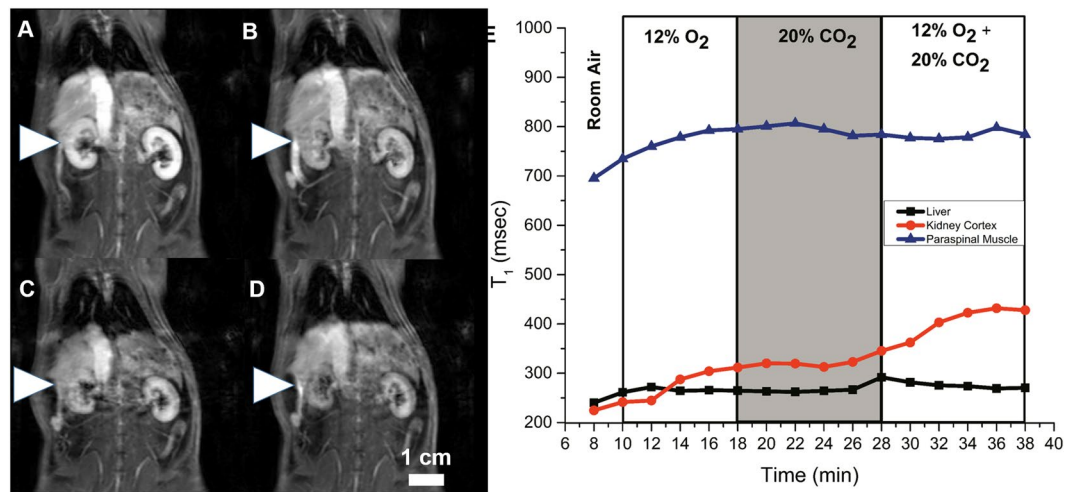 A
B
C
D
1 cm
E
12% O2
20% CO2
12% O2 +
20% CO2
Room Air
1000
900
800
700
600
500
400
300
200
T1 (msec)
Liver
Kidney Cortex
Paraspinal Muscle
6 8 10 12 14 16 18 20 22 24 26 28 30 32 34 36 38 40
Time (min)